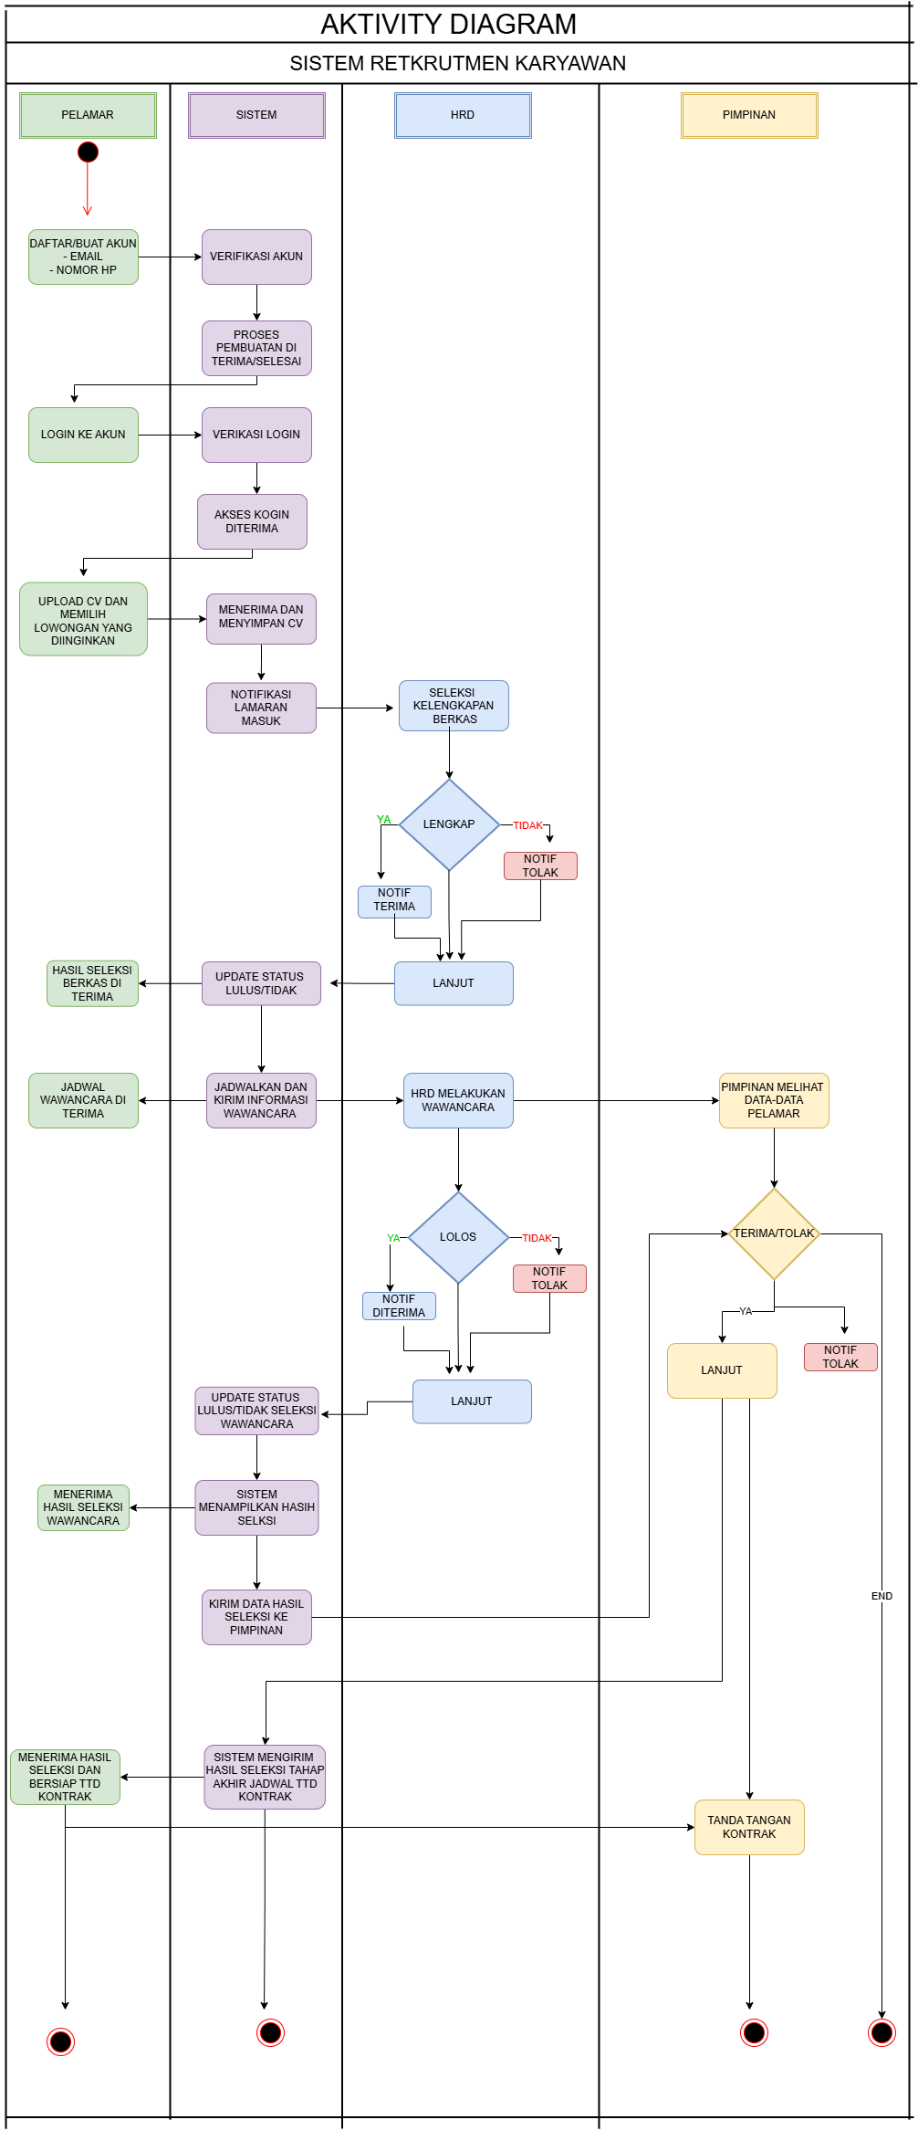 AKTIVITY DIAGRAM
SISTEM RETKRUTMEN KARYAWAN
PELAMAR
SISTEM
HRD
PIMPINAN
DAFTAR/BUAT AKUN
- EMAIL
- NOMOR HP
VERIFIKASI AKUN
PROSES
PEMBUATAN DI
TERIMA/SELESAI
LOGIN KE AKUN
VERIKASI LOGIN
AKSES KOGIN
DITERIMA
UPLOAD CV DAN
MEMILIH
LOWONGAN YANG
DIINGINKAN
MENERIMA DAN
MENYIMPAN CV
NOTIFIKASI
LAMARAN
MASUK
SELEKSI
KELENGKAPAN
BERKAS
LENGKAP
YA
TIDAK
NOTIF
TERIMA
NOTIF
TOLAK
HASIL SELEKSI
BERKAS DI
TERIMA
UPDATE STATUS
LULUS/TIDAK
LANJUT
JADWAL
WAWANCARA DI
TERIMA
JADWALKAN DAN
KIRIM INFORMASI
WAWANCARA
HRD MELAKUKAN
WAWANCARA
PIMPINAN MELIHAT
DATA-DATA
PELAMAR
LOLOS
YA
TIDAK
TERIMA/TOLAK
NOTIF
DITERIMA
NOTIF
TOLAK
YA
LANJUT
NOTIF
TOLAK
UPDATE STATUS
LULUS/TIDAK SELEKSI
WAWANCARA
LANJUT
MENERIMA
HASIL SELEKSI
WAWANCARA
SISTEM
MENAMPILKAN HASIH
SELKSI
KIRIM DATA HASIL
SELEKSI KE
PIMPINAN
END
MENERIMA HASIL
SELEKSI DAN
BERSIAP TTD
KONTRAK
SISTEM MENGIRIM
HASIL SELEKSI TAHAP
AKHIR JADWAL TTD
KONTRAK
TANDA TANGAN
KONTRAK